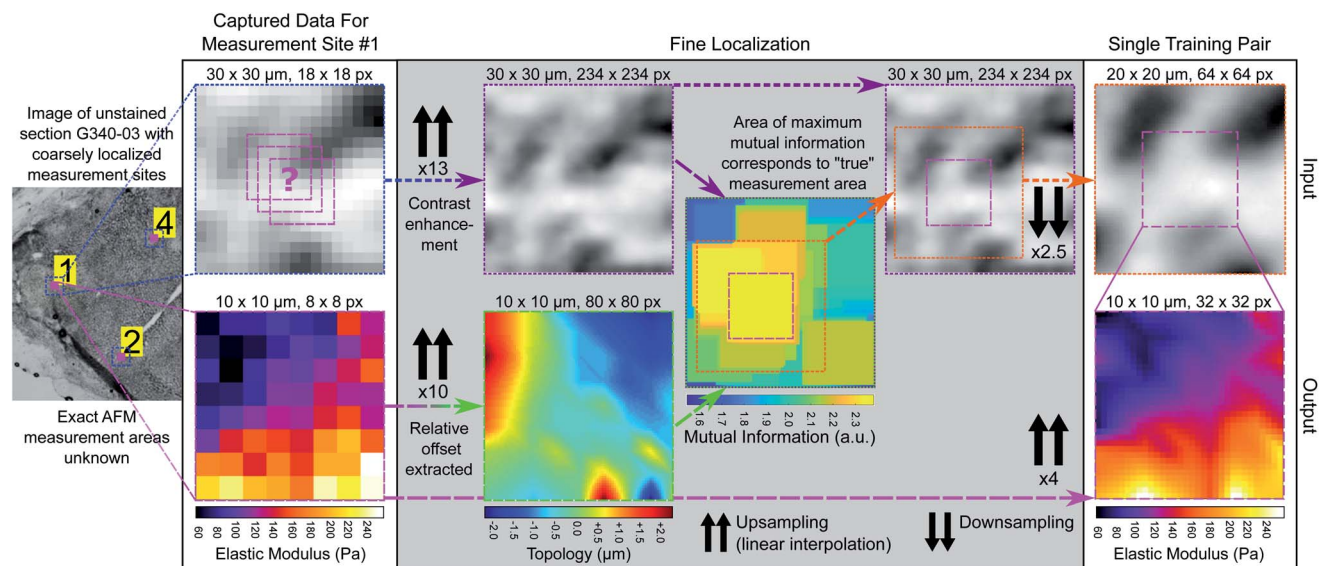 Captured Data For
Measurement Site #1
Fine Localization
Single Training Pair
Image of unstained
section G340-03 with
coarsely localized
measurement sites
1
4
2
Exact AFM
measurement areas
unknown
30 x 30 µm, 18 x 18 px
?
10 x 10 µm, 8 x 8 px
60
80
100
120
140
160
180
200
220
240
Elastic Modulus (Pa)
x13
Contrast
enhance-
ment
x10
Relative
offset
extracted
30 x 30 µm, 234 x 234 px
10 x 10 µm, 80 x 80 px
-2.0
-1.5
-1.0
-0.5
0.0
+0.5
+1.0
+1.5
+2.0
Topology (µm)
Area of maximum
mutual information
corresponds to "true"
measurement area
1.6
1.7
1.8
1.9
2.0
2.1
2.2
2.3
Mutual Information (a.u.)
30 x 30 µm, 234 x 234 px
x2.5
x4
Upsampling
(linear interpolation)
Downsampling
20 x 20 µm, 64 x 64 px
10 x 10 µm, 32 x 32 px
60
80
100
120
140
160
180
200
220
240
Elastic Modulus (Pa)
Input
Output